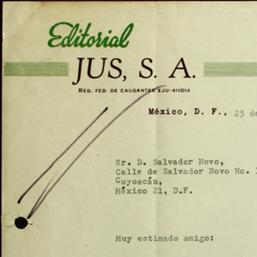 Editorial
JUS, S. A.
REG. FED. DE CAUSANTES EJU-411016
México, D. F., 23 de
Sr. D. Salvador Novo,
Calle de Salvador Novo No.
Coyoacán,
México 21, D.F.
Muy estimado amigo: